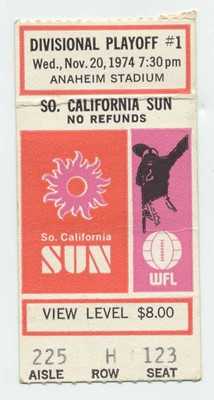 DIVISIONAL PLAYOFF #1
Wed., Nov. 20, 1974 7:30 pm
ANAHEIM STADIUM
SO. CALIFORNIA SUN
NO REFUNDS
So. California
SUN
WFL
VIEW LEVEL $8.00
225 H 123
AISLE ROW SEAT